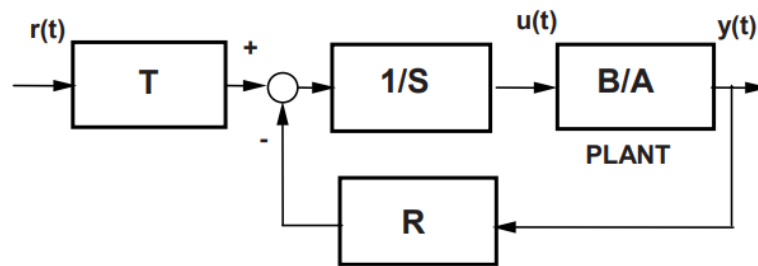 r(t)
T
+
-
1/S
u(t)
B/A
PLANT
y(t)
R